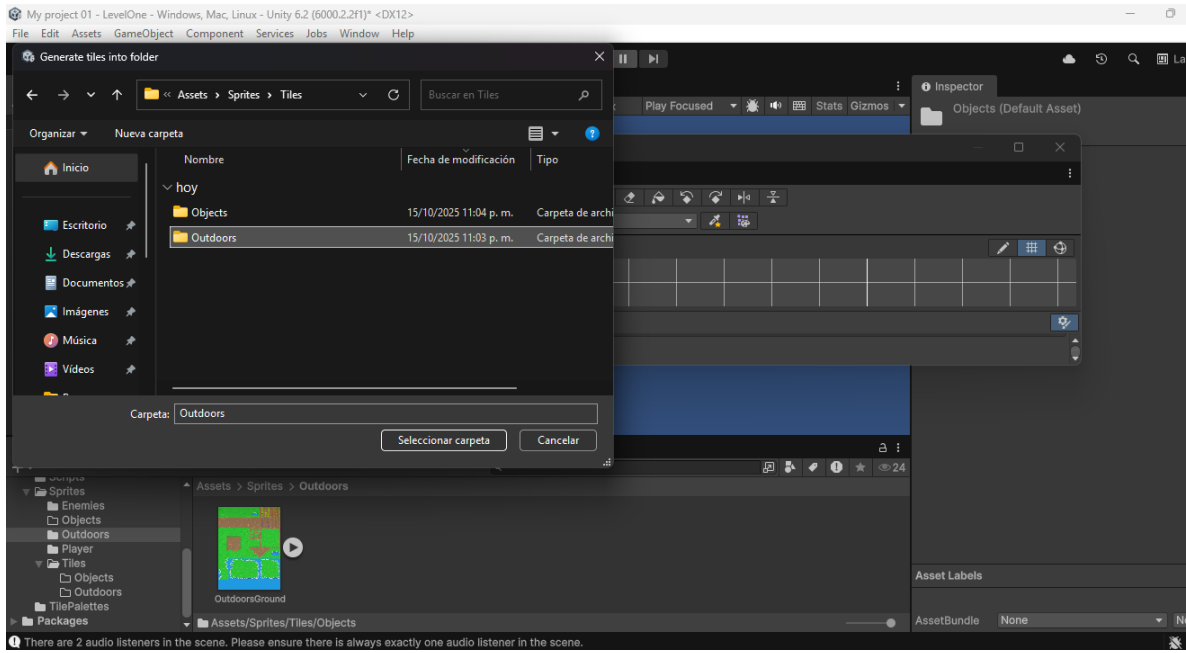 My project 01 - LevelOne - Windows, Mac, Linux - Unity 6.2 (6000.2.2f1)* <DX12>
File Edit Assets GameObject Component Services Jobs Window Help
Generate tiles into folder
« Assets > Sprites > Tiles
Buscar en Tiles
Organizar
Nueva carpeta
Inicio
Escritorio
Descargas
Documentos
Imágenes
Música
Vídeos
Nombre Fecha de modificación Tipo
hoy
Objects 15/10/2025 11:04 p. m. Carpeta de archi
Outdoors 15/10/2025 11:03 p. m. Carpeta de archi
Carpeta: Outdoors
Seleccionar carpeta Cancelar
La
Play Focused Stats Gizmos
Inspector
Objects (Default Asset)
24
Scripts
Sprites
Enemies
Objects
Outdoors
Player
Tiles
Objects
Outdoors
TilePalettes
Packages
Assets > Sprites > Outdoors
OutdoorsGround
Assets/Sprites/Tiles/Objects
Asset Labels
AssetBundle None
There are 2 audio listeners in the scene. Please ensure there is always exactly one audio listener in the scene.